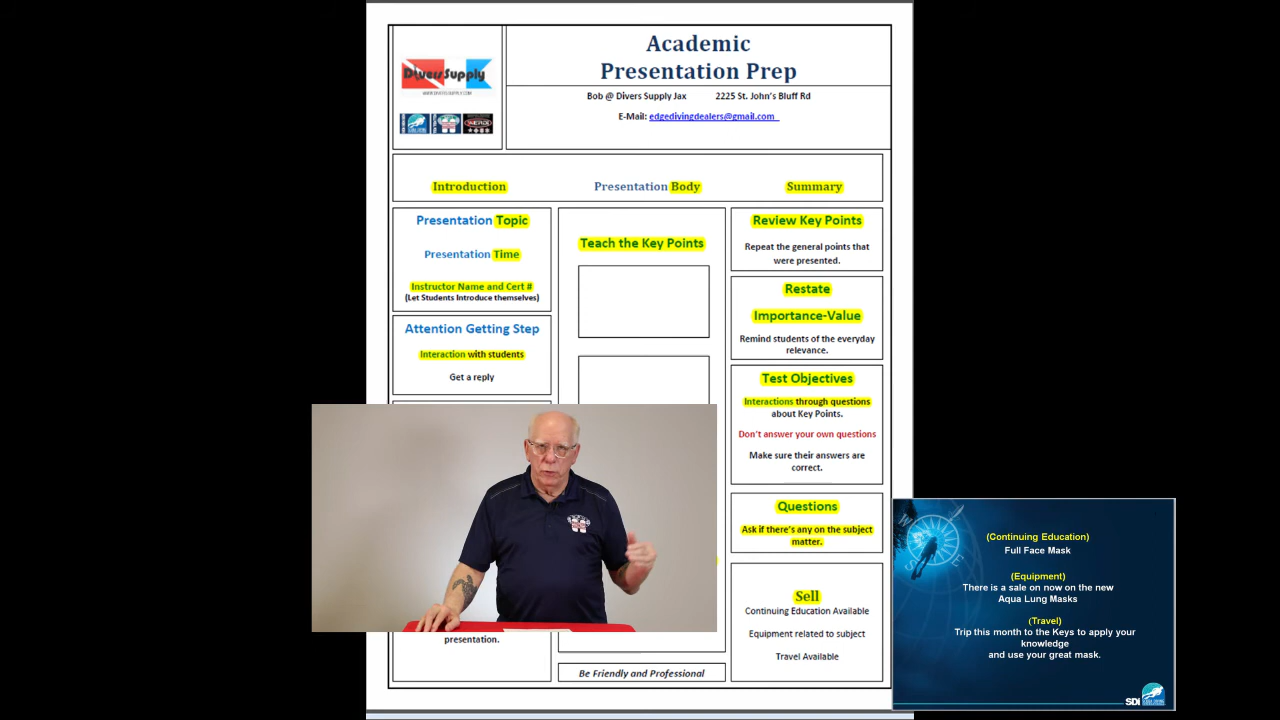 Academic
Presentation Prep
Divers Supply
WWW.DIVERSSUPPLY.COM
Bob @ Divers Supply Jax 2225 St. John's Bluff Rd
E-Mail: edgedivingdealers@gmail.com
Introduction Presentation Body Summary
Presentation Topic
Presentation Time
Instructor Name and Cert #
(Let Students Introduce themselves)
Attention Getting Step
Interaction with students
Get a reply
presentation.
Teach the Key Points
Be Friendly and Professional
Review Key Points
Repeat the general points that
were presented.
Restate
Importance-Value
Remind students of the everyday
relevance.
Test Objectives
Interactions through questions
about Key Points.
Don't answer your own questions
Make sure their answers are
correct.
Questions
Ask if there's any on the subject
matter.
Sell
Continuing Education Available
Equipment related to subject
Travel Available
(Continuing Education)
Full Face Mask
(Equipment)
There is a sale on now on the new
Aqua Lung Masks
(Travel)
Trip this month to the Keys to apply your
knowledge
and use your great mask.
SDI